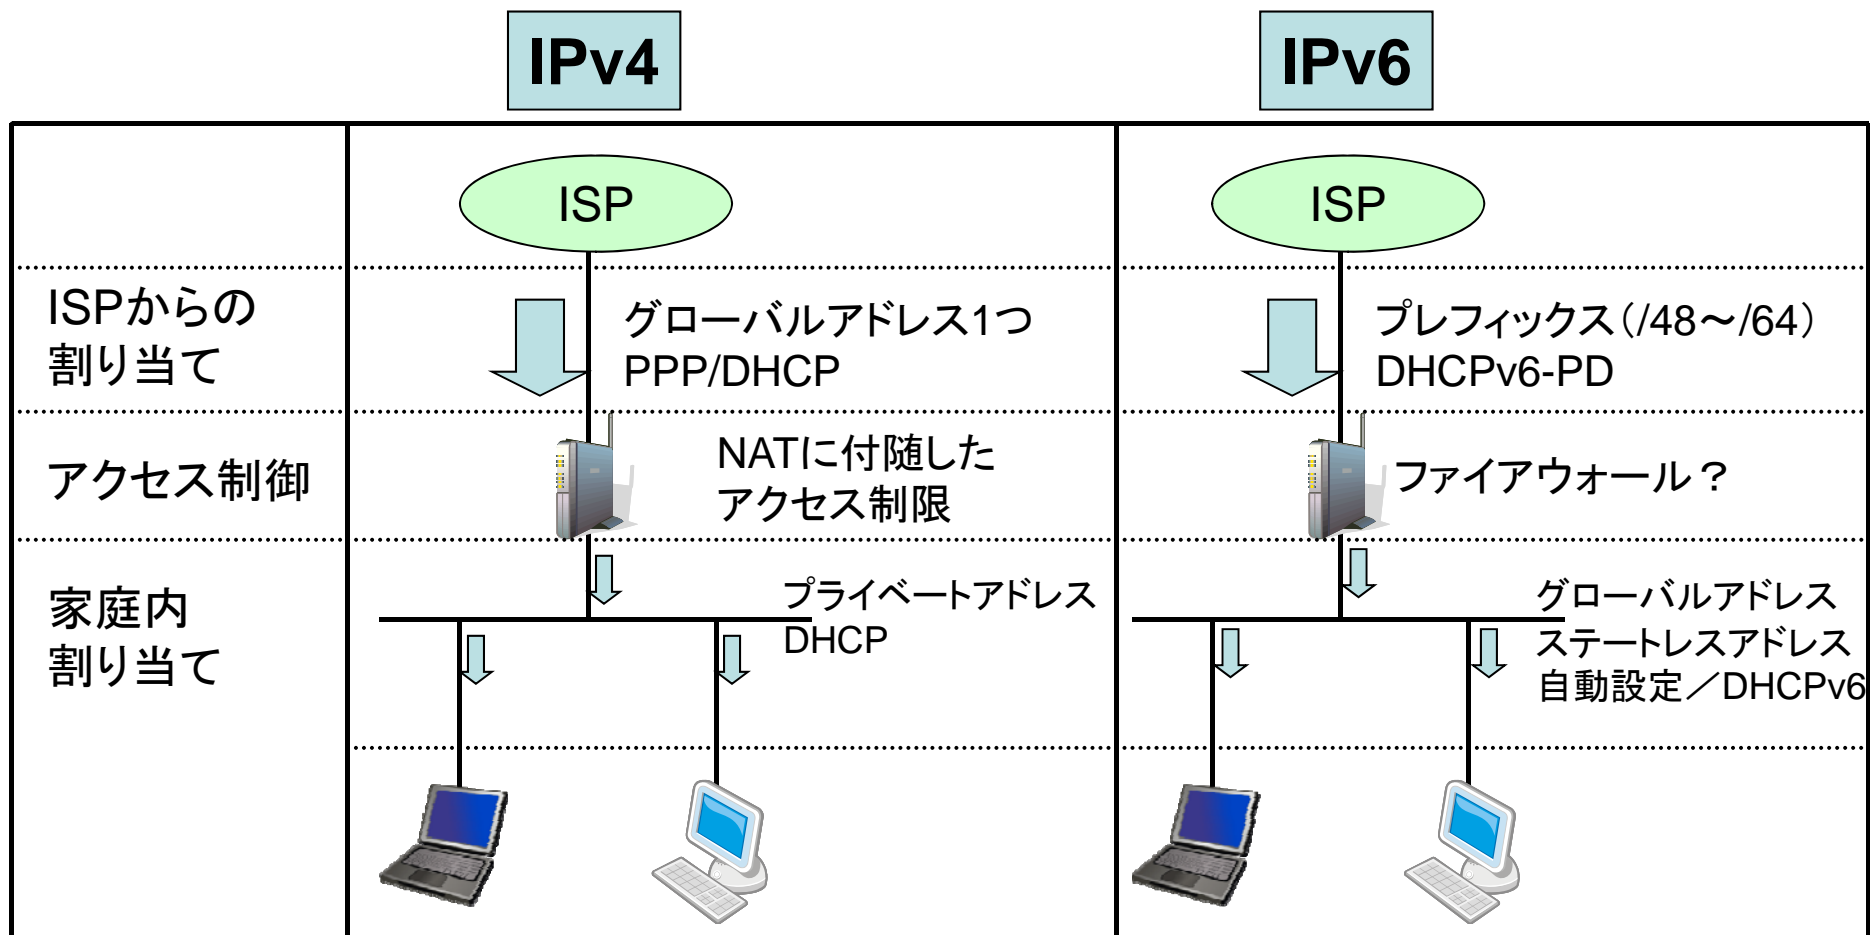 IPv4
IPv6
ISP
ISP
ISPからの
割り当て
グローバルアドレス1つ
PPP/DHCP
プレフィックス（/48～/64）
DHCPv6-PD
アクセス制御
NATに付随した
アクセス制限
ファイアウォール？
家庭内
割り当て
プライベートアドレス
DHCP
グローバルアドレス
ステートレスアドレス
自動設定／DHCPv6